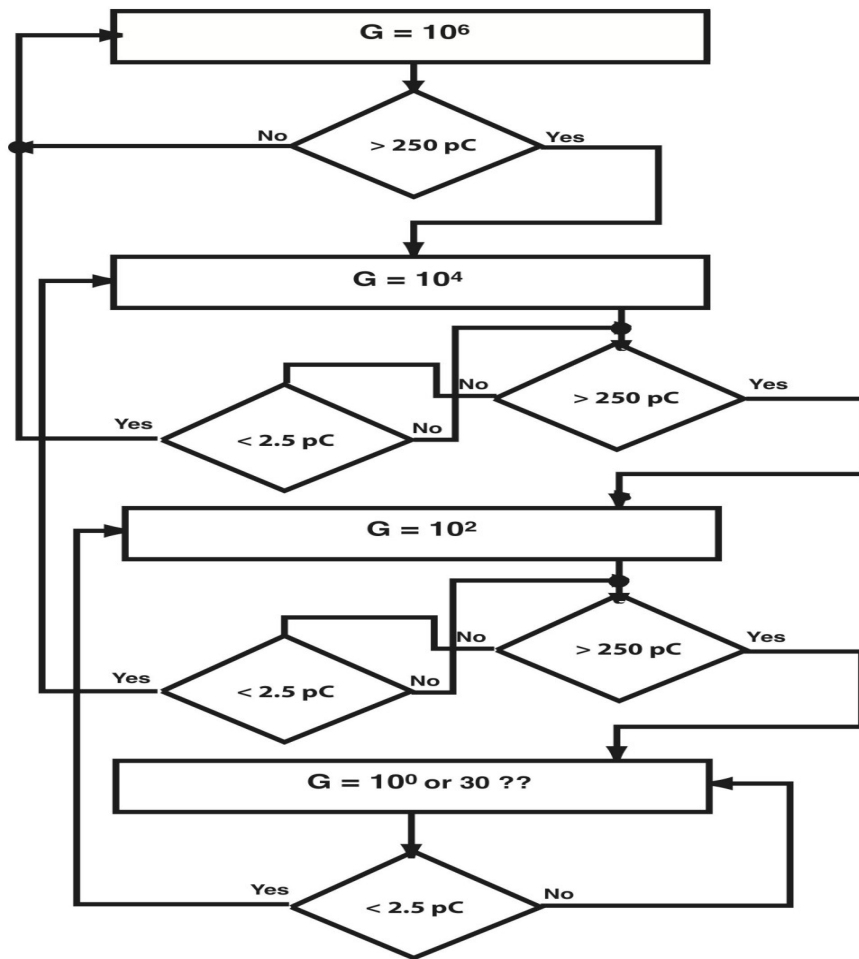 G = 10⁶
No
> 250 pC
Yes
G = 10⁴
No
> 250 pC
Yes
Yes
< 2.5 pC
No
G = 10²
No
> 250 pC
Yes
Yes
< 2.5 pC
No
G = 10⁰ or 30 ??
Yes
< 2.5 pC
No